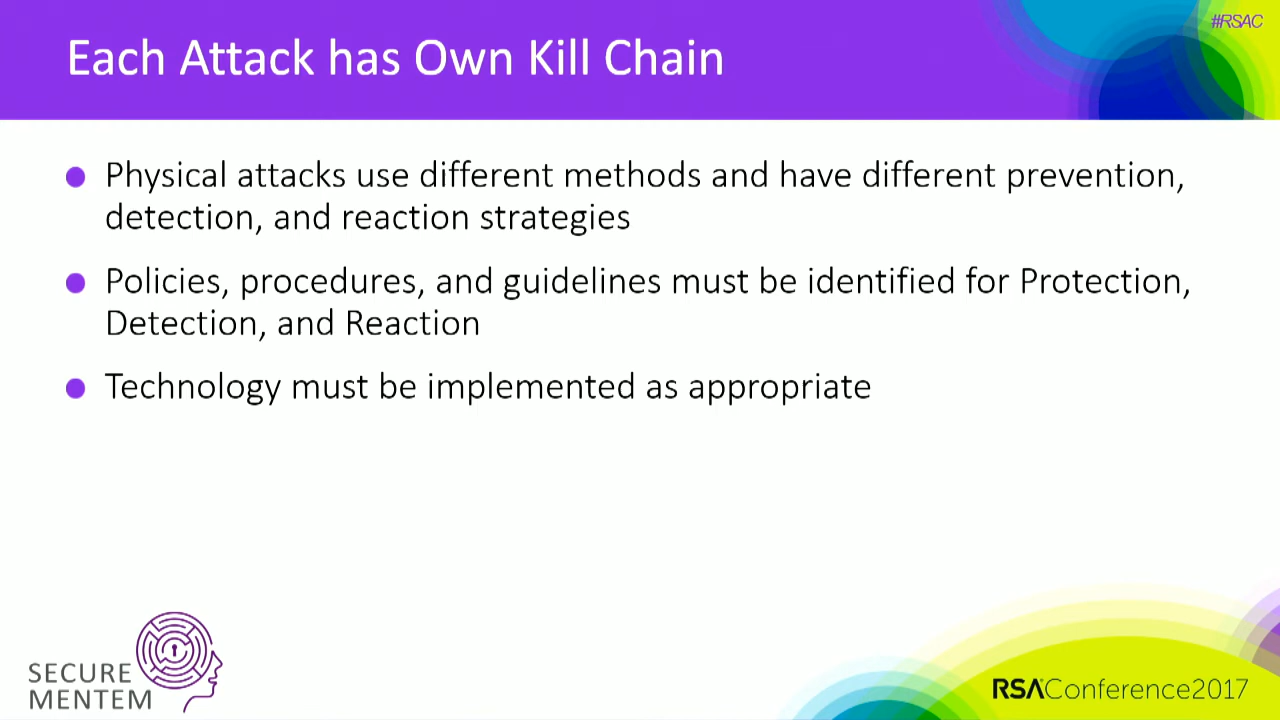 #RSAC
Each Attack has Own Kill Chain
Physical attacks use different methods and have different prevention,
detection, and reaction strategies
Policies, procedures, and guidelines must be identified for Protection,
Detection, and Reaction
Technology must be implemented as appropriate
SECURE
MENTEM
RSAConference2017